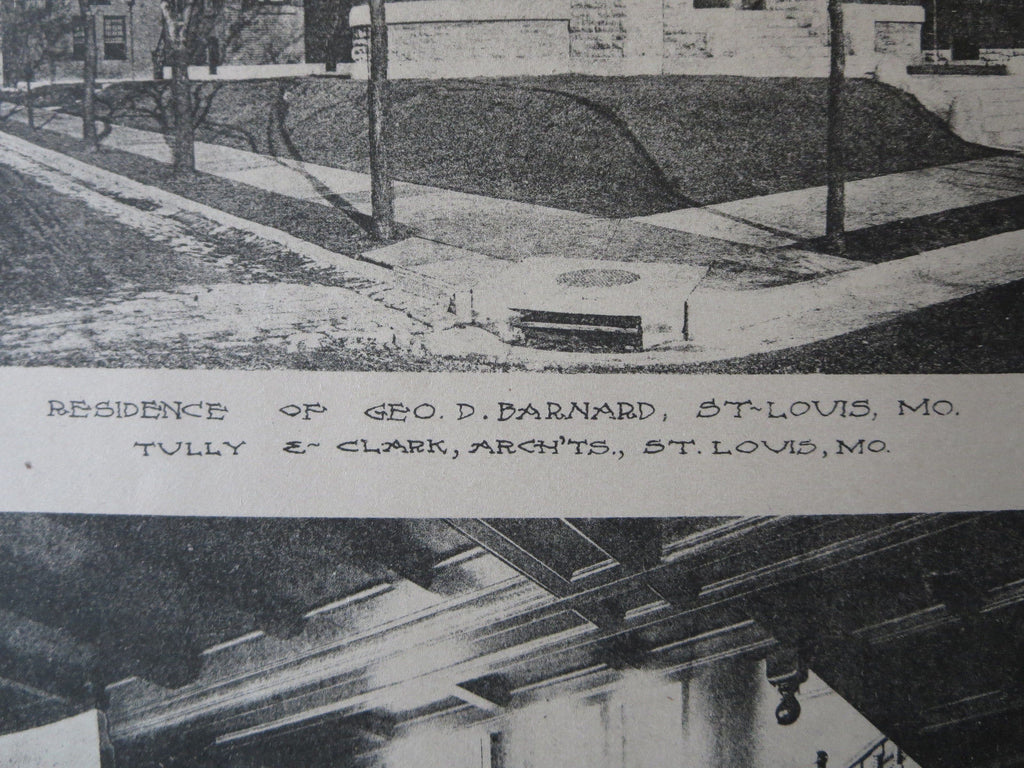 RESIDENCE OF GEO. D. BARNARD, ST-LOUIS, MO.
TULLY & CLARK, ARCH'TS., ST. LOUIS, MO.